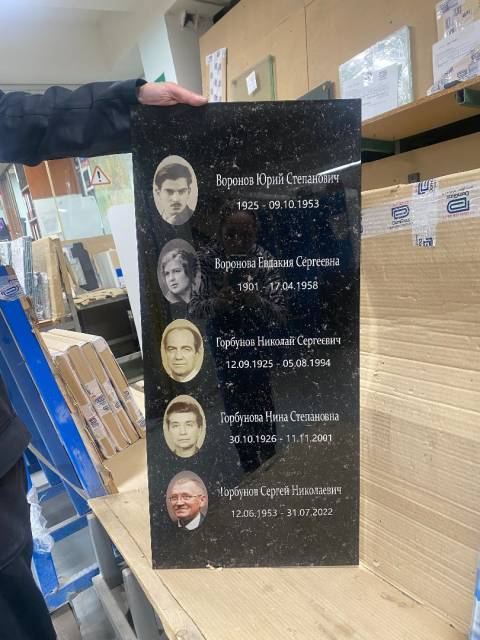 Воронов Юрий Степанович
1925 - 09.10.1953
Воронова Евдакия Сергеевна
1901 - 17.04.1958
Горбунов Николай Сергеевич
12.09.1925 - 05.08.1994
Горбунова Нина Степановна
30.10.1926 - 11.11.2001
Горбунов Сергей Николаевич
12.06.1953 - 31.07.2022